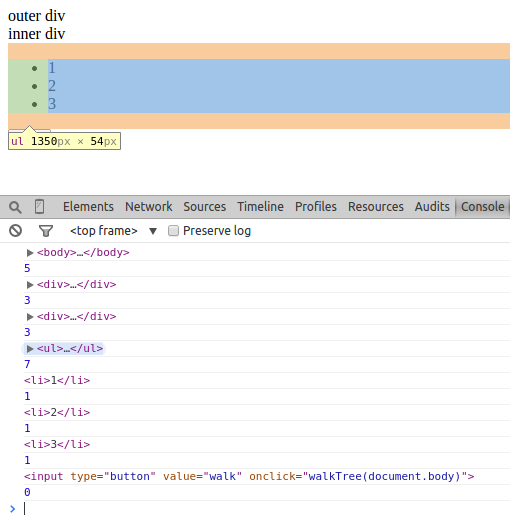 outer div
inner div
1
2
3
ul 1350px × 54px
Elements Network Sources Timeline Profiles Resources Audits Console
<top frame> ▼ Preserve log
▶ <body>…</body>
5
▶ <div>…</div>
3
▶ <div>…</div>
3
▶ <ul>…</ul>
7
<li>1</li>
1
<li>2</li>
1
<li>3</li>
1
<input type="button" value="walk" onclick="walkTree(document.body)">
0
>